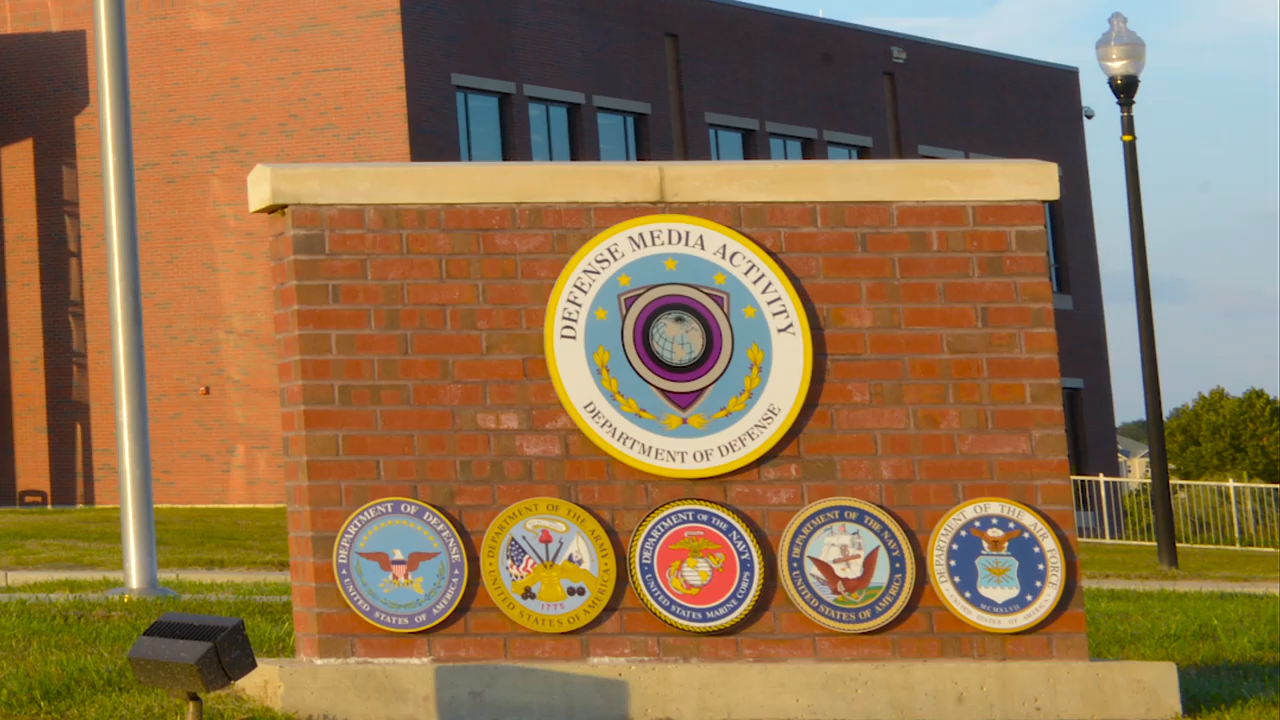 DEFENSE MEDIA ACTIVITY
DEPARTMENT OF DEFENSE
DEPARTMENT OF DEFENSE
UNITED STATES OF AMERICA
DEPARTMENT OF THE ARMY
1775
UNITED STATES OF AMERICA
DEPARTMENT OF THE NAVY
UNITED STATES MARINE CORPS
DEPARTMENT OF THE NAVY
UNITED STATES OF AMERICA
DEPARTMENT OF THE AIR FORCE
MCMXLVII
UNITED STATES OF AMERICA